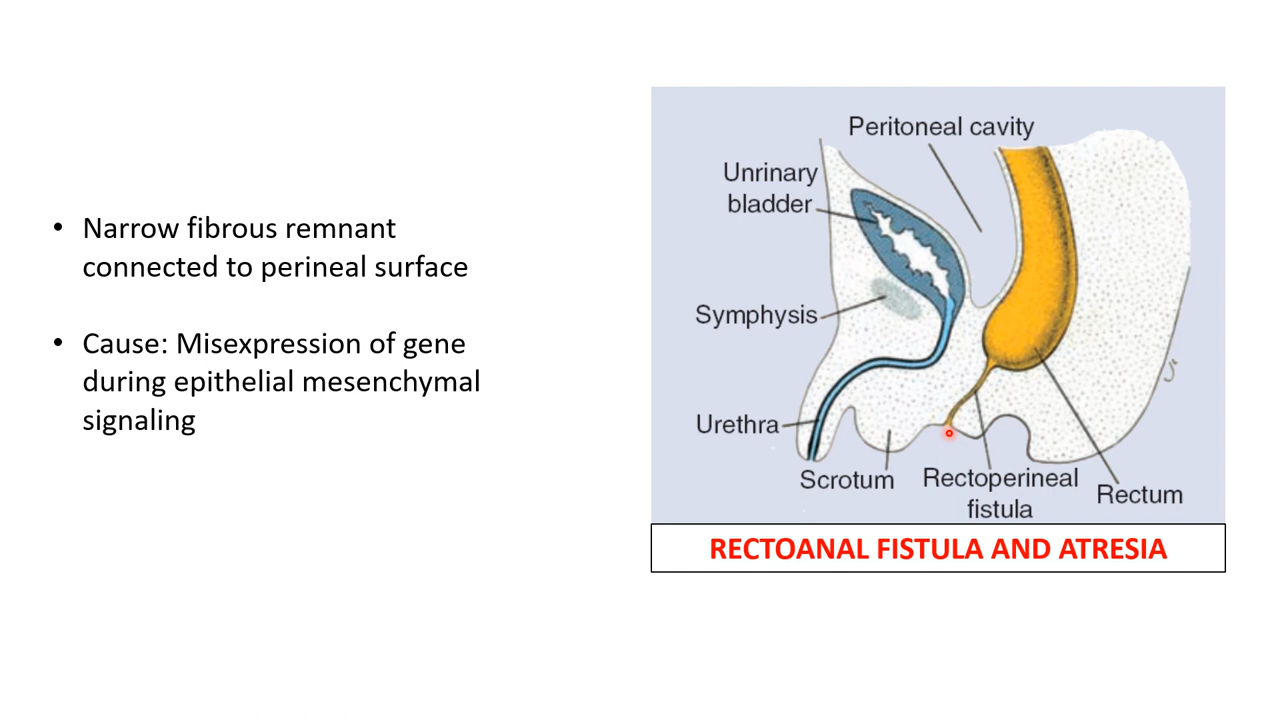 • Narrow fibrous remnant
connected to perineal surface
• Cause: Misexpression of gene
during epithelial mesenchymal
signaling
Peritoneal cavity
Unrinary
bladder
Symphysis
Urethra
Scrotum
Rectoperineal
fistula
Rectum
RECTOANAL FISTULA AND ATRESIA